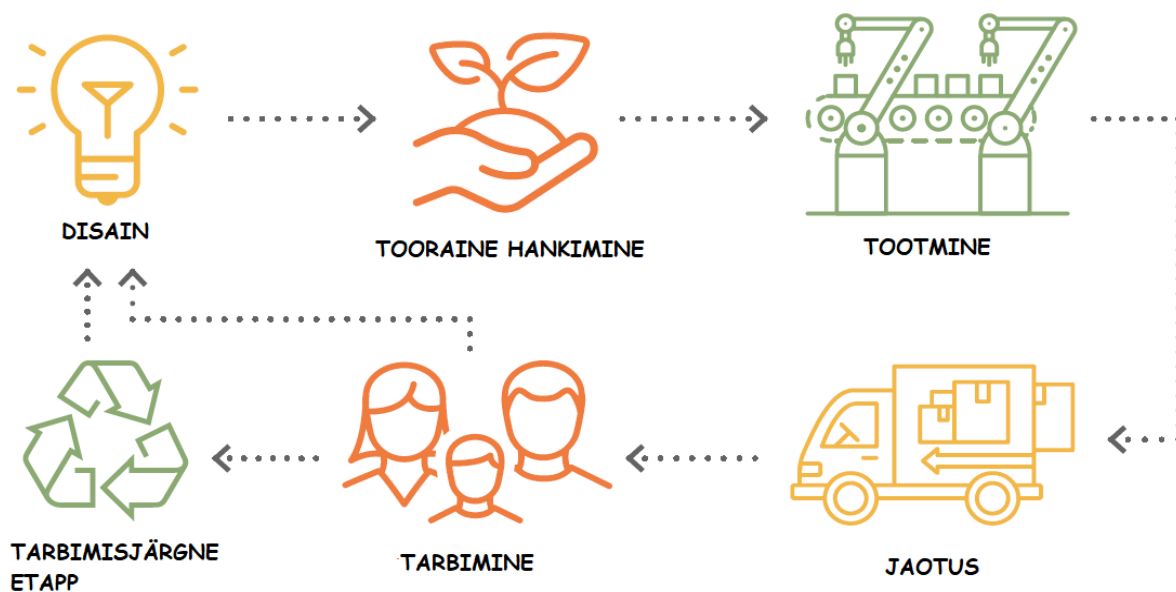 DISAIN
TOORAINE HANKIMINE
TOOTMINE
TARBIMISJÄRGNE
ETAPP
TARBIMINE
JAOTUS